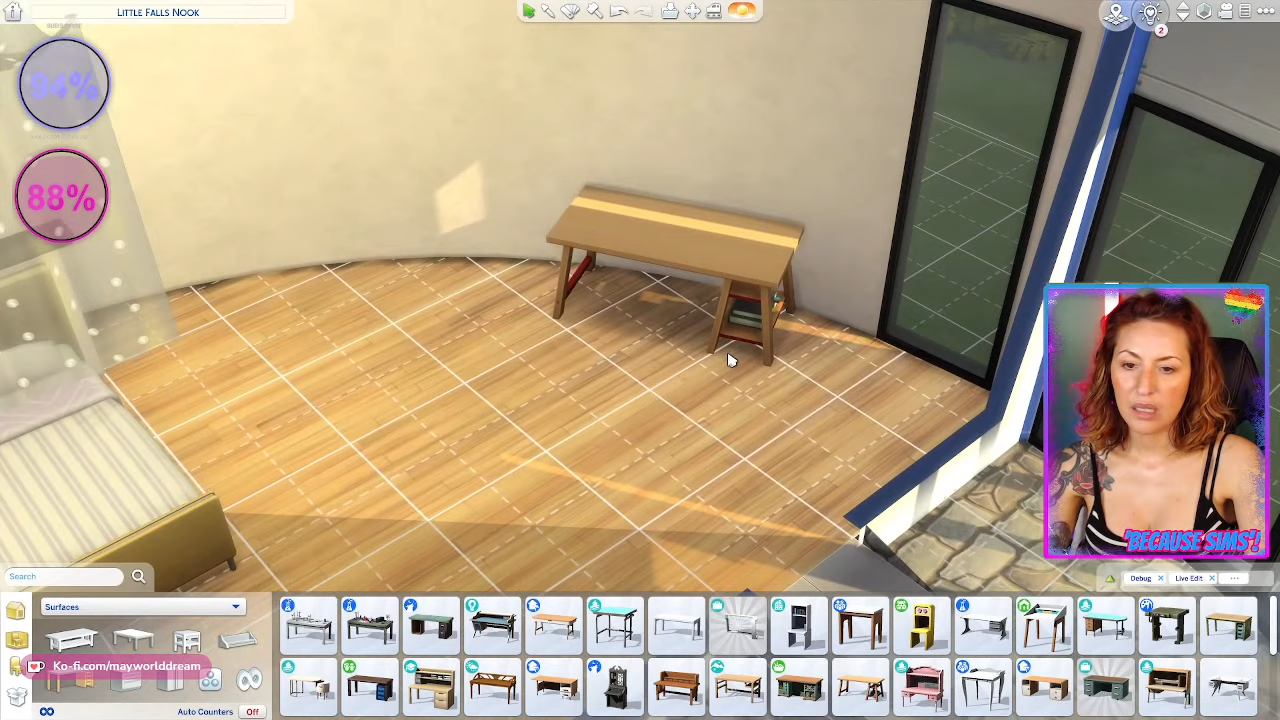 LITTLE FALLS NOOK
2
94%
88%
"BECAUSE SIMS"!
Search
Debug
Live Edit
Surfaces
Ko-fi.com/mayworlddream
Auto Counters
Off